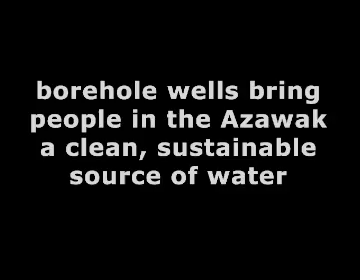 borehole wells bring
people in the Azawak
a clean, sustainable
source of water